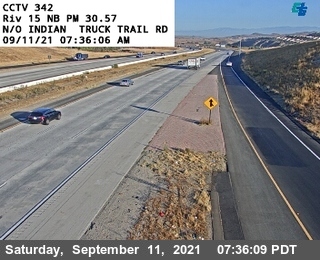 CCTV 342
Riv 15 NB PM 30.57
N/O INDIAN TRUCK TRAIL RD
09/11/21 07:36:06 AM
Saturday, September 11, 2021 07:36:09 PDT